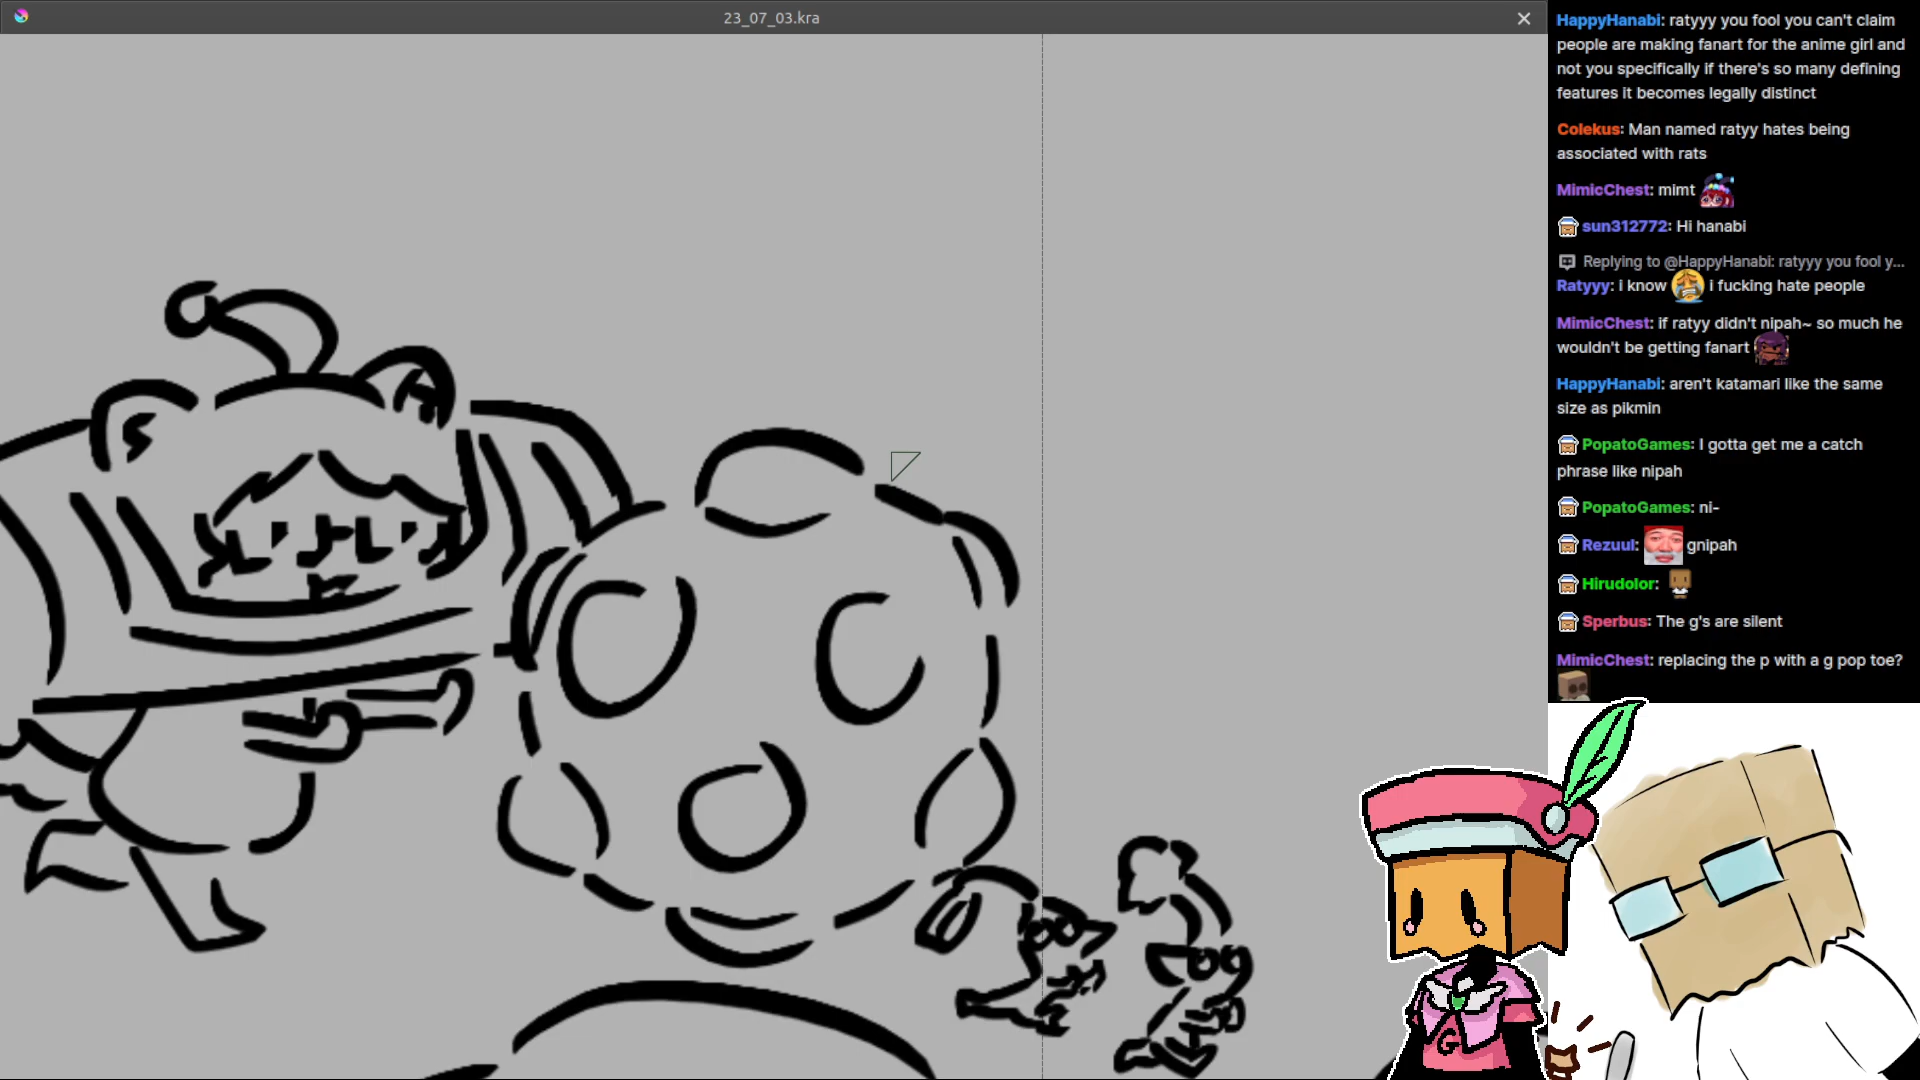 23_07_03.kra
HappyHanabi: ratyyy you fool you can't claim
people are making fanart for the anime girl and
not you specifically if there's so many defining
features it becomes legally distinct
Colekus: Man named ratyy hates being
associated with rats
MimicChest: mimt
sun312772: Hi hanabi
Replying to @HappyHanabi: ratyyy you fool y...
Ratyyy: i know i fucking hate people
MimicChest: if ratyy didn't nipah~ so much he
wouldn't be getting fanart
HappyHanabi: aren't katamari like the same
size as pikmin
PopatoGames: I gotta get me a catch
phrase like nipah
PopatoGames: ni-
Rezuul: gnipah
Hirudolor:
Sperbus: The g's are silent
MimicChest: replacing the p with a g pop toe?
G